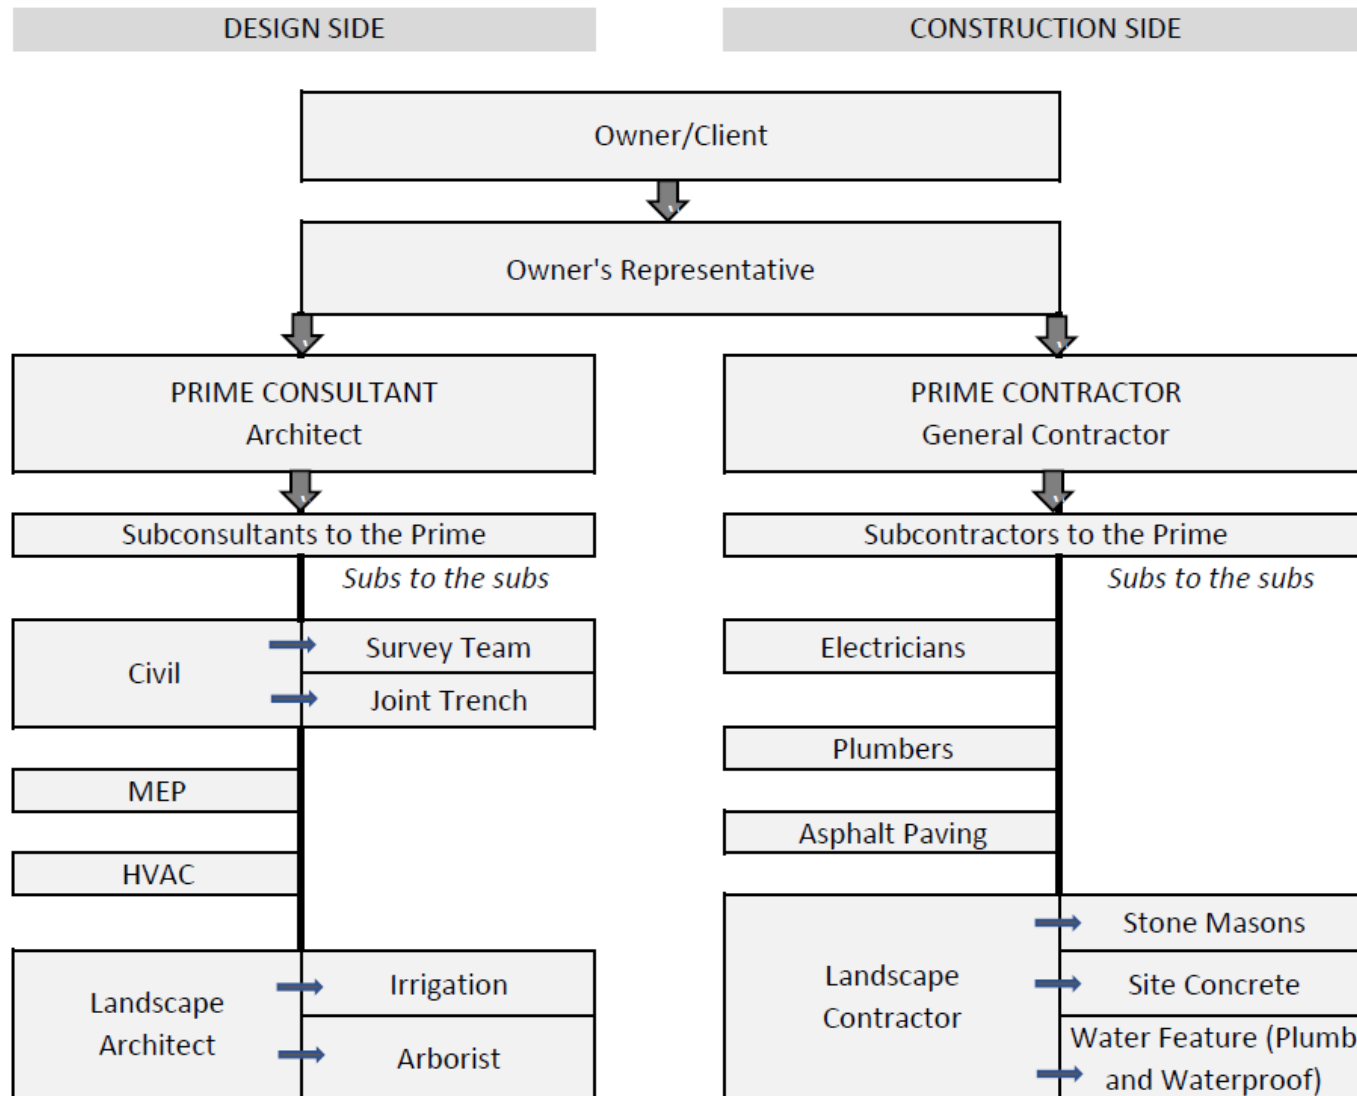 DESIGN SIDE
CONSTRUCTION SIDE
Owner/Client
Owner's Representative
PRIME CONSULTANT
Architect
PRIME CONTRACTOR
General Contractor
Subconsultants to the Prime
Subcontractors to the Prime
Subs to the subs
Subs to the subs
Civil
Survey Team
Joint Trench
Electricians
MEP
Plumbers
HVAC
Asphalt Paving
Landscape
Architect
Irrigation
Arborist
Landscape
Contractor
Stone Masons
Site Concrete
Water Feature (Plumb
and Waterproof)